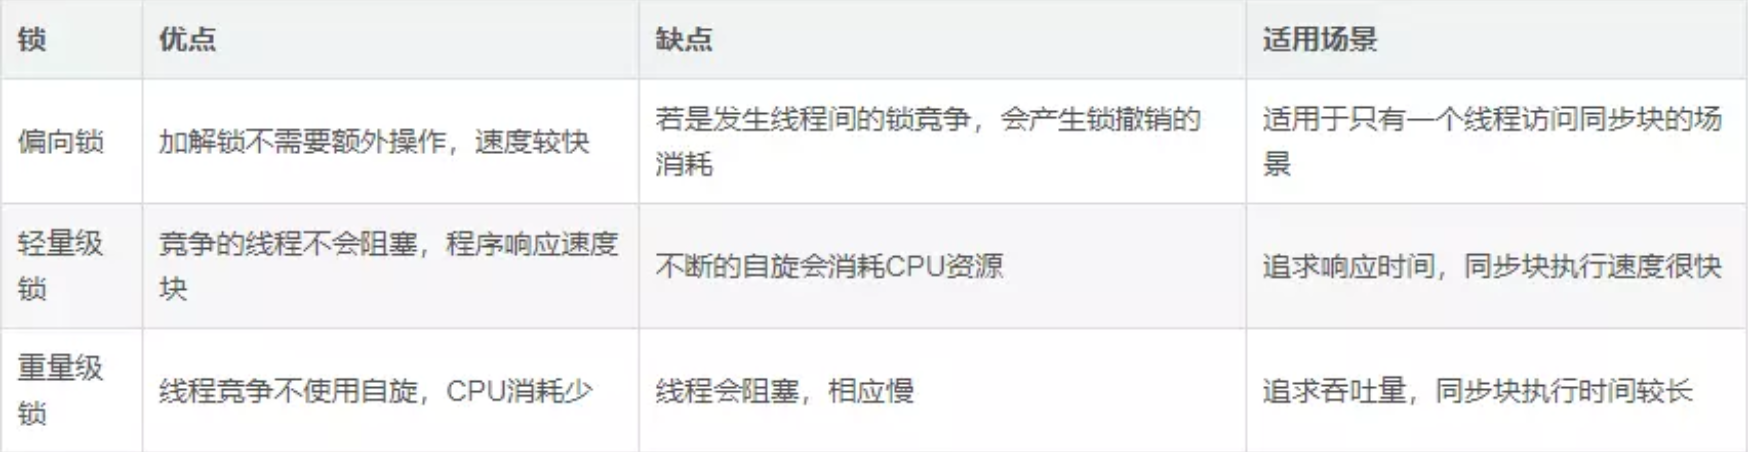 锁 优点 缺点 适用场景
偏向锁 加解锁不需要额外操作，速度较快 若是发生线程间的锁竞争，会产生锁撤销的
消耗 适用于只有一个线程访问同步块的场
景
轻量级
锁 竞争的线程不会阻塞，程序响应速度
块 不断的自旋会消耗CPU资源 追求响应时间，同步块执行速度很快
重量级
锁 线程竞争不使用自旋，CPU消耗少 线程会阻塞，相应慢 追求吞吐量，同步块执行时间较长